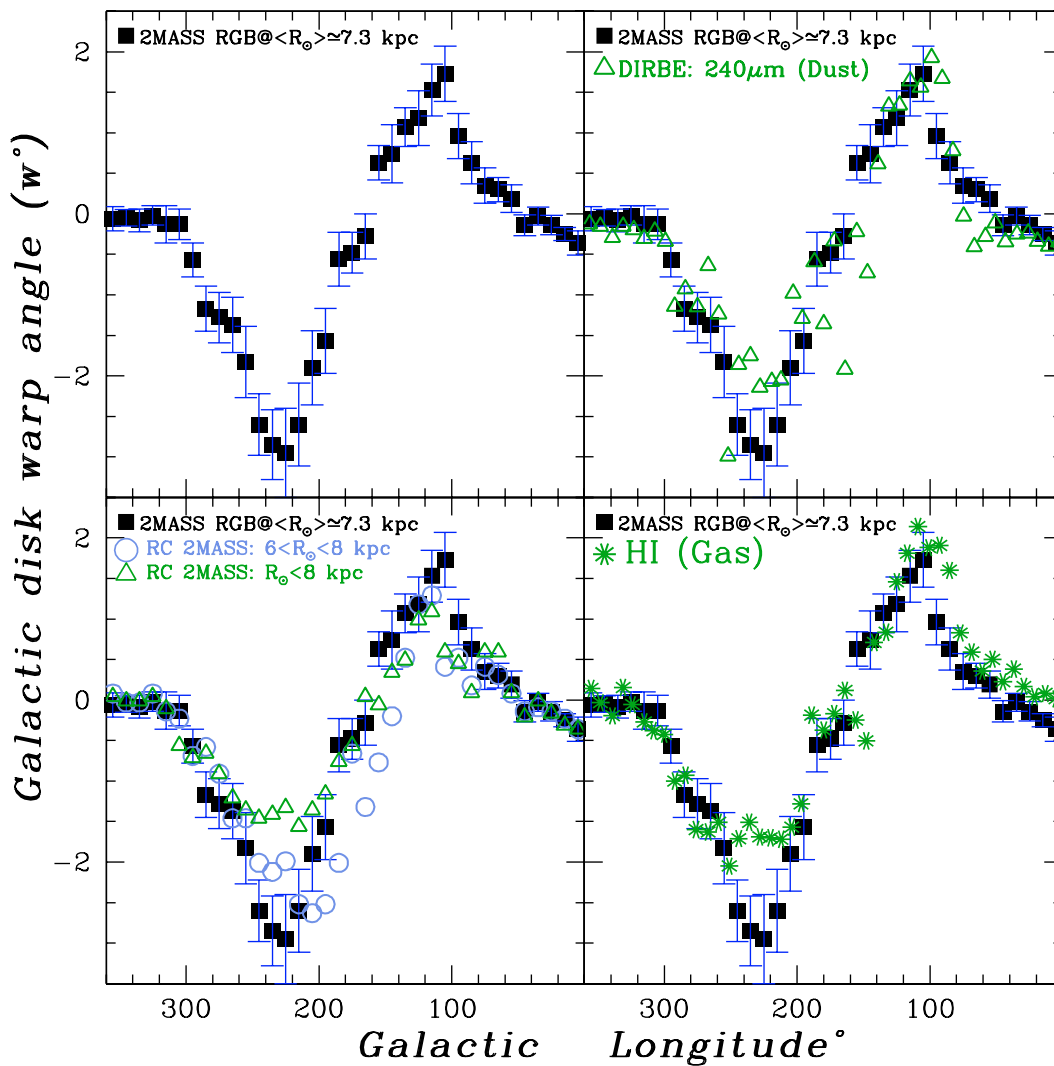 2MASS RGB@<R⊙>≃7.3 kpc
2MASS RGB@<R⊙>≃7.3 kpc
DIRBE: 240μm (Dust)
2
0
−2
2MASS RGB@<R⊙>≃7.3 kpc
RC 2MASS: 6<R⊙<8 kpc
RC 2MASS: R⊙<8 kpc
2MASS RGB@<R⊙>≃7.3 kpc
HI (Gas)
2
0
−2
Galactic disk warp angle (w°)
300 200 100 300 200 100
Galactic Longitude°